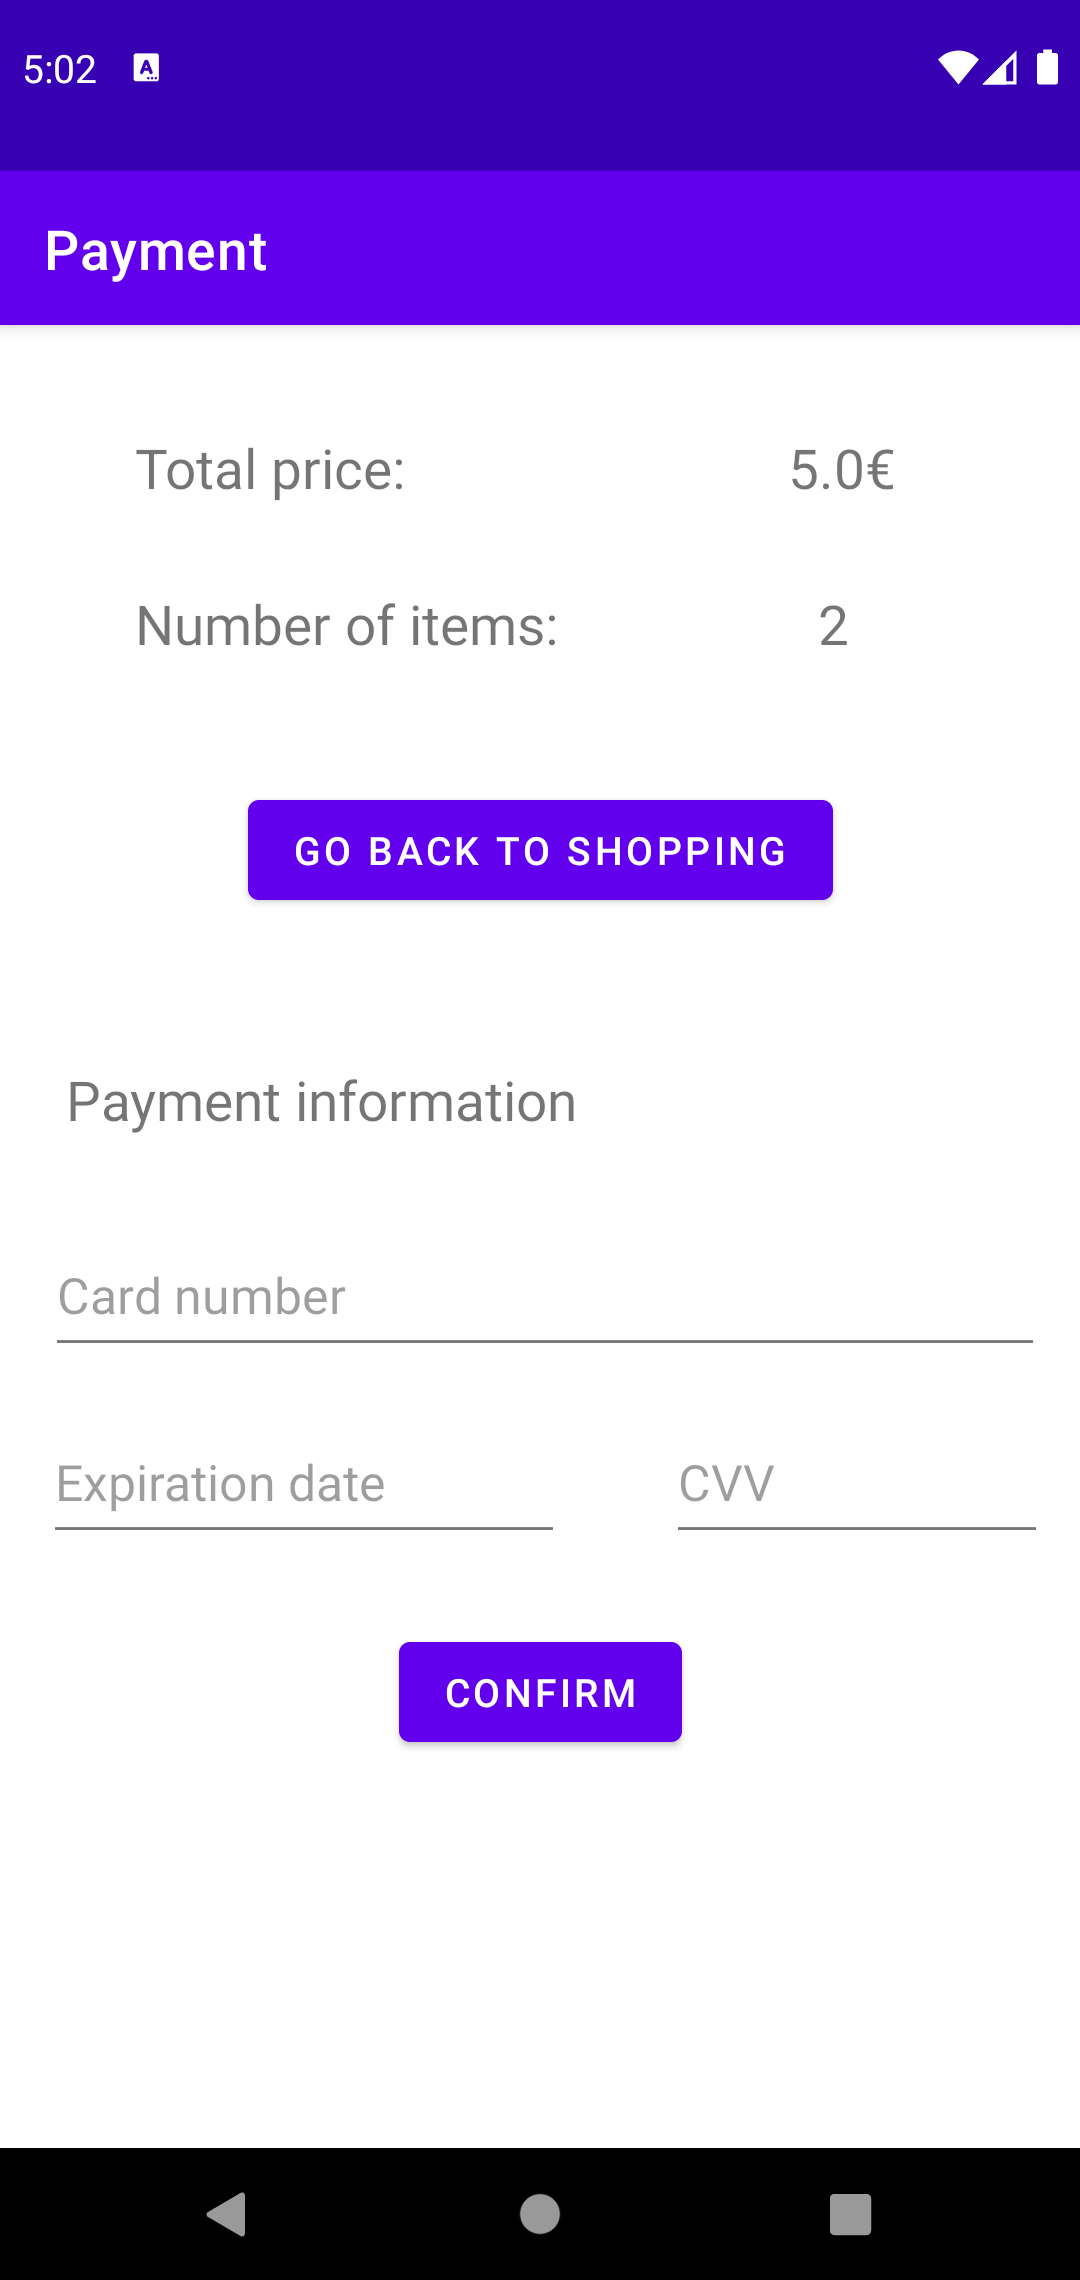 5:02
Payment
Total price: 5.0€
Number of items: 2
GO BACK TO SHOPPING
Payment information
Card number
Expiration date CVV
CONFIRM